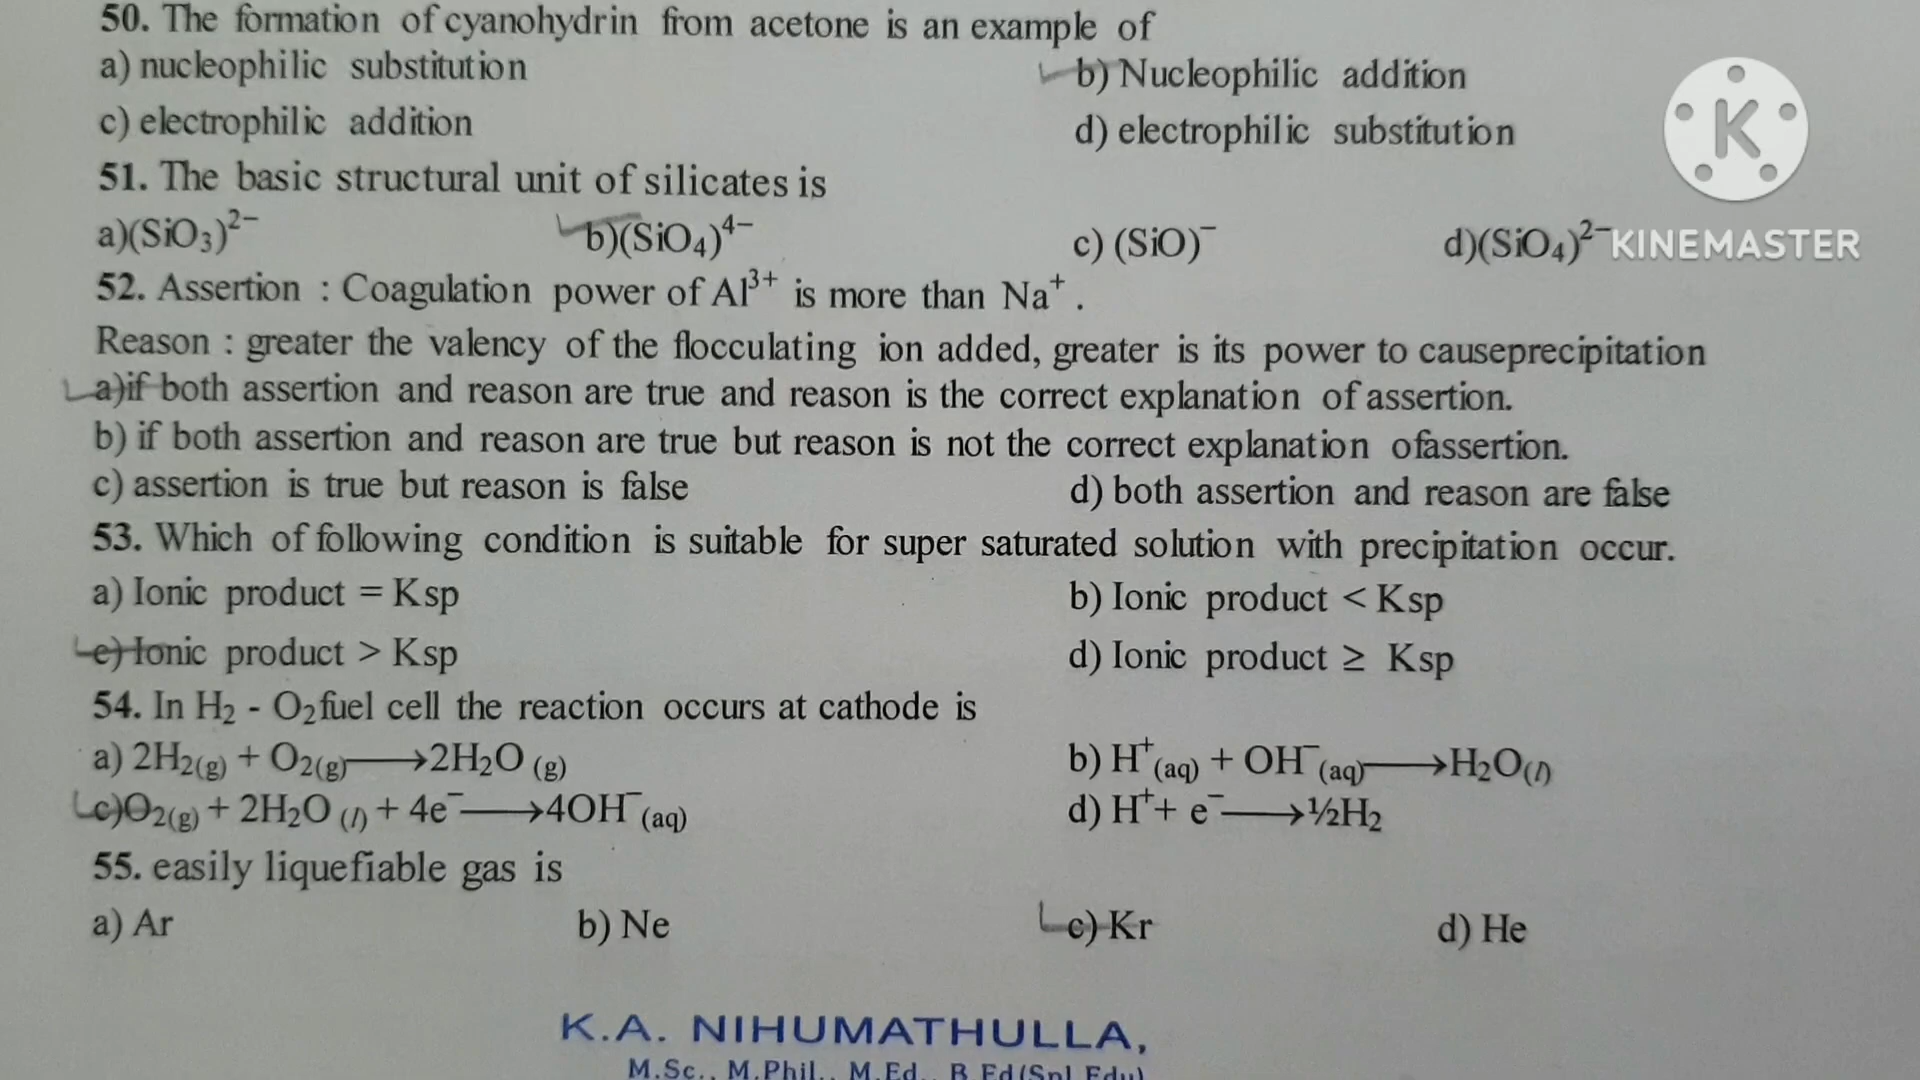 50. The formation of cyanohydrin from acetone is an example of
a) nucleophilic substitution b) Nucleophilic addition
c) electrophilic addition d) electrophilic substitution
K
51. The basic structural unit of silicates is
a)(SiO₃)²⁻ b)(SiO₄)⁴⁻ c) (SiO)⁻ d)(SiO₄)²⁻
KINEMASTER
52. Assertion : Coagulation power of Al³⁺ is more than Na⁺ .
Reason : greater the valency of the flocculating ion added, greater is its power to causeprecipitation
a)if both assertion and reason are true and reason is the correct explanation of assertion.
b) if both assertion and reason are true but reason is not the correct explanation ofassertion.
c) assertion is true but reason is false d) both assertion and reason are false
53. Which of following condition is suitable for super saturated solution with precipitation occur.
a) Ionic product = Ksp b) Ionic product < Ksp
c) Ionic product > Ksp d) Ionic product ≥ Ksp
54. In H₂ - O₂fuel cell the reaction occurs at cathode is
a) 2H₂(g) + O₂(g)⟶2H₂O (g) b) H⁺(aq) + OH⁻(aq)⟶H₂O(l)
c)O₂(g) + 2H₂O (l) + 4e⁻⟶4OH⁻(aq) d) H⁺+ e⁻⟶½H₂
55. easily liquefiable gas is
a) Ar b) Ne c) Kr d) He
K.A. NIHUMATHULLA,
M.Sc., M.Phil., M.Ed., B.Ed(Spl Edu)